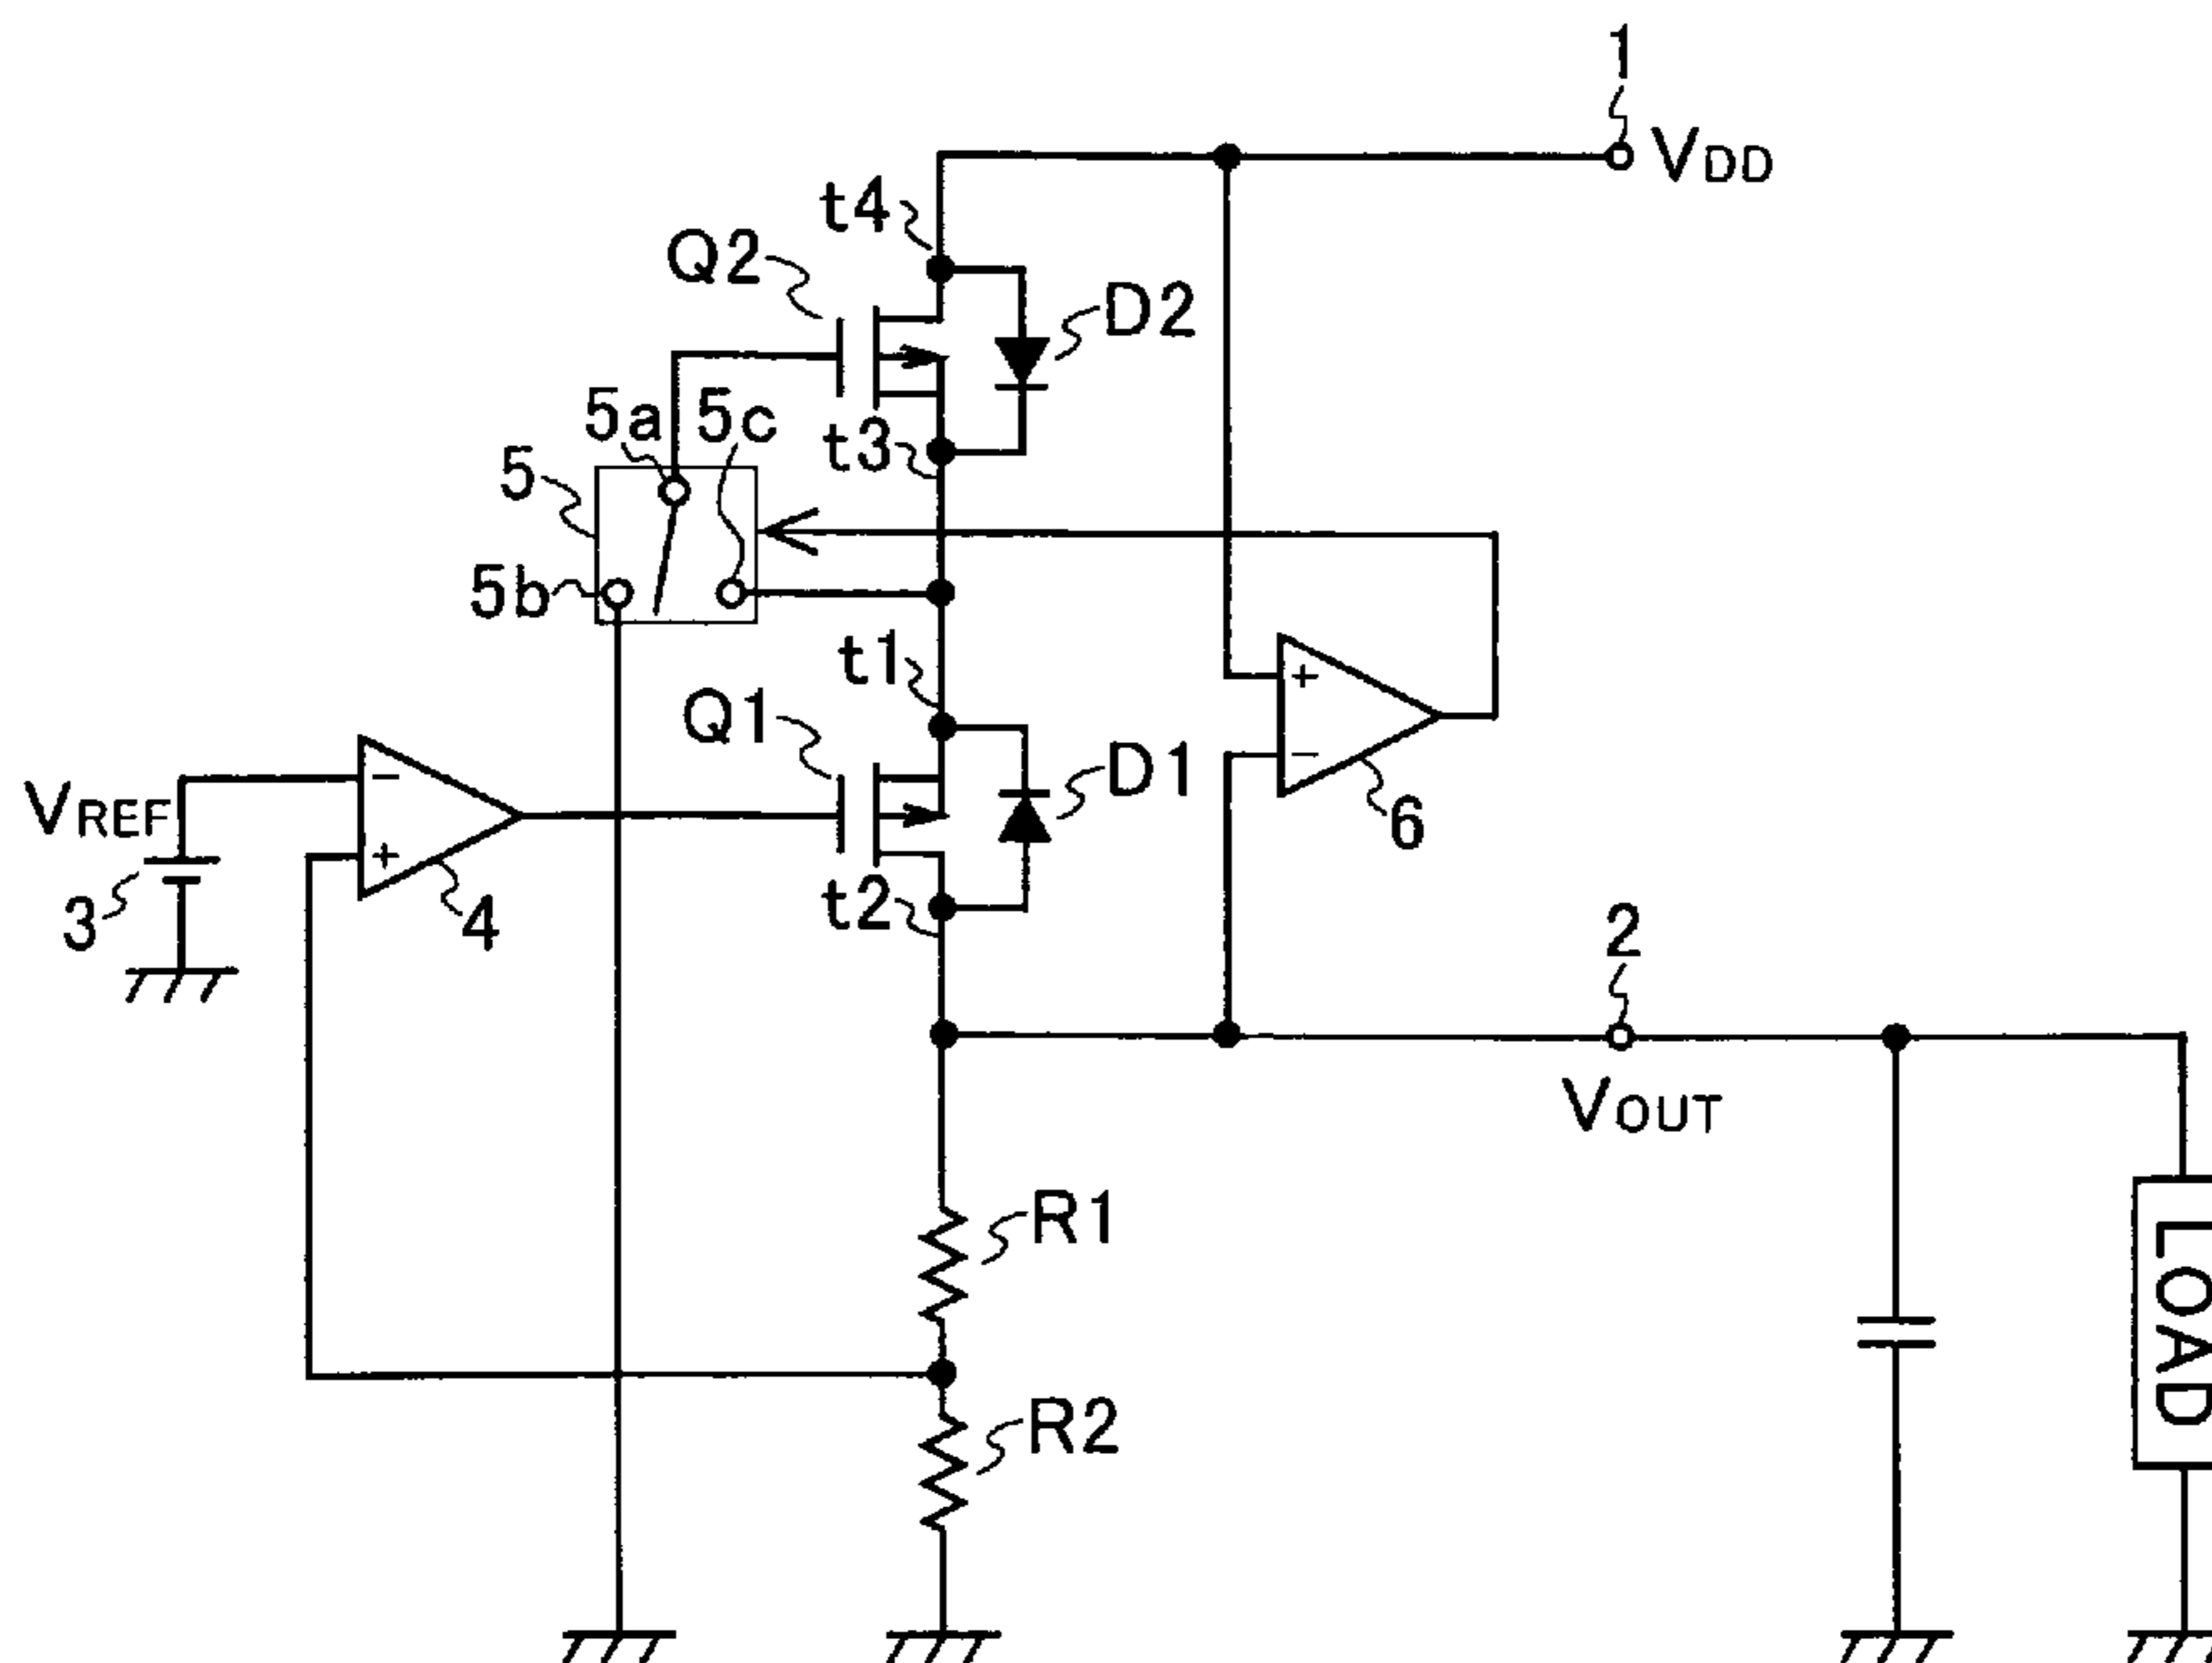 1
VDD
t4
Q2
D2
5a
5c
t3
5
5b
t1
Q1
D1
VREF
−
+
+
−
6
3
4
t2
2
VOUT
R1
LOAD
R2